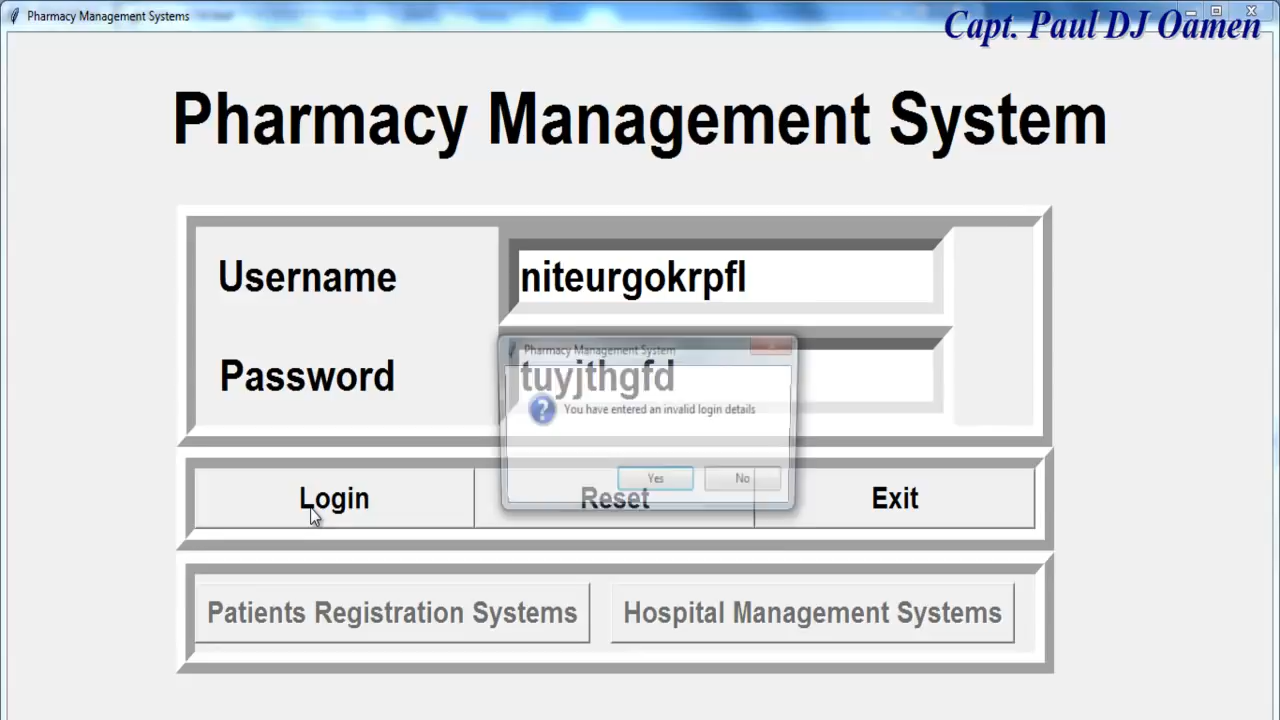 Pharmacy Management Systems
Capt. Paul DJ Oamen
Pharmacy Management System
Username
niteurgokrpfl
Pharmacy Management System
Password
tuyjthgfd
You have entered an invalid login details
Yes
No
Login
Reset
Exit
Patients Registration Systems
Hospital Management Systems